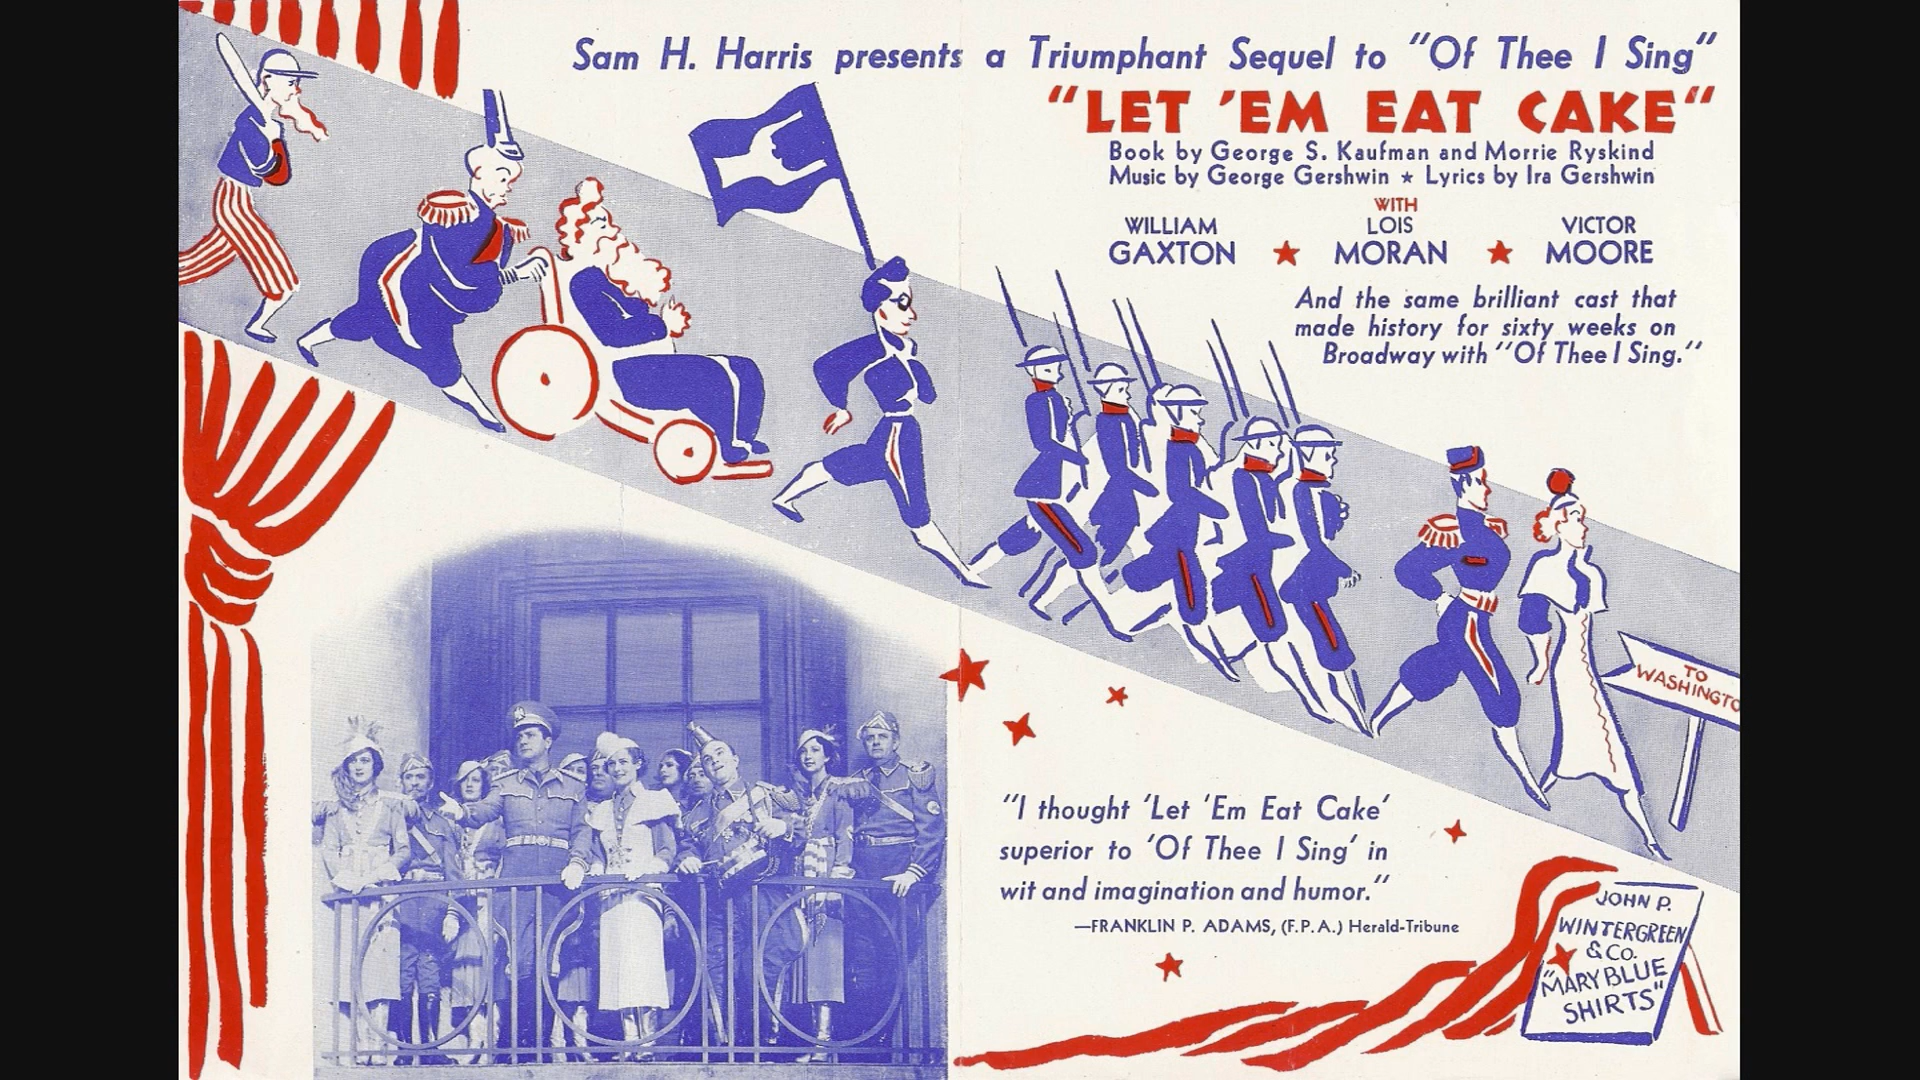 Sam H. Harris presents a Triumphant Sequel to "Of Thee I Sing"
"LET 'EM EAT CAKE"
Book by George S. Kaufman and Morrie Ryskind
Music by George Gershwin ★ Lyrics by Ira Gershwin
WITH
WILLIAM GAXTON ★ LOIS MORAN ★ VICTOR MOORE
And the same brilliant cast that
made history for sixty weeks on
Broadway with "Of Thee I Sing."
TO
WASHINGTO
"I thought 'Let 'Em Eat Cake'
superior to 'Of Thee I Sing' in
wit and imagination and humor."
—FRANKLIN P. ADAMS, (F.P.A.) Herald-Tribune
JOHN P.
WINTERGREEN
& CO.
"MARY BLUE
SHIRTS"